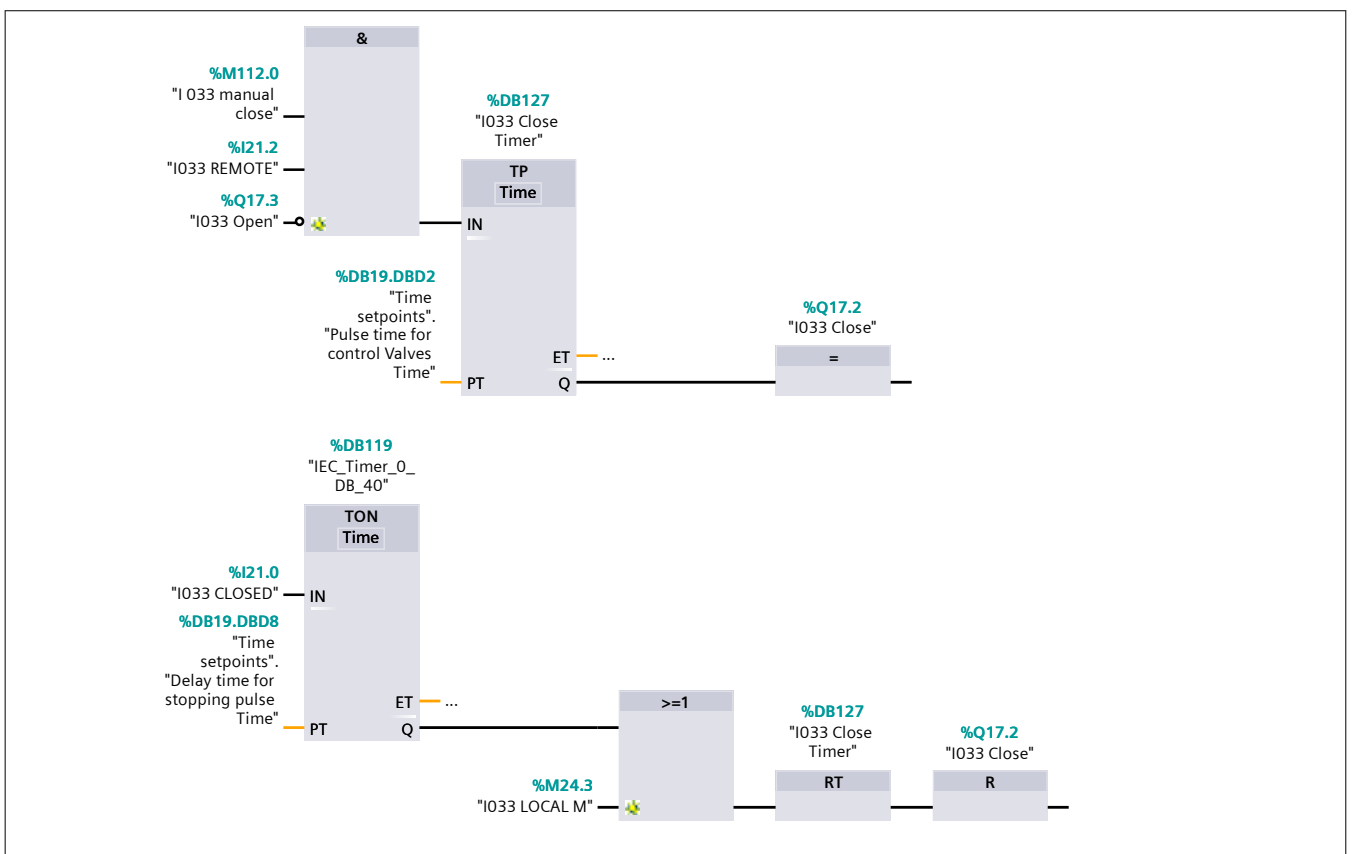 &
%M112.0
"I 033 manual
close"
%I21.2
"I033 REMOTE"
%Q17.3
"I033 Open"
%DB127
"I033 Close
Timer"
TP
Time
IN
%DB19.DBD2
"Time
setpoints".
"Pulse time for
control Valves
Time"
PT
ET
...
Q
%Q17.2
"I033 Close"
=
%DB119
"IEC_Timer_0_
DB_40"
TON
Time
%I21.0
"I033 CLOSED"
IN
%DB19.DBD8
"Time
setpoints".
"Delay time for
stopping pulse
Time"
PT
ET
...
Q
>=1
%M24.3
"I033 LOCAL M"
%DB127
"I033 Close
Timer"
RT
%Q17.2
"I033 Close"
R